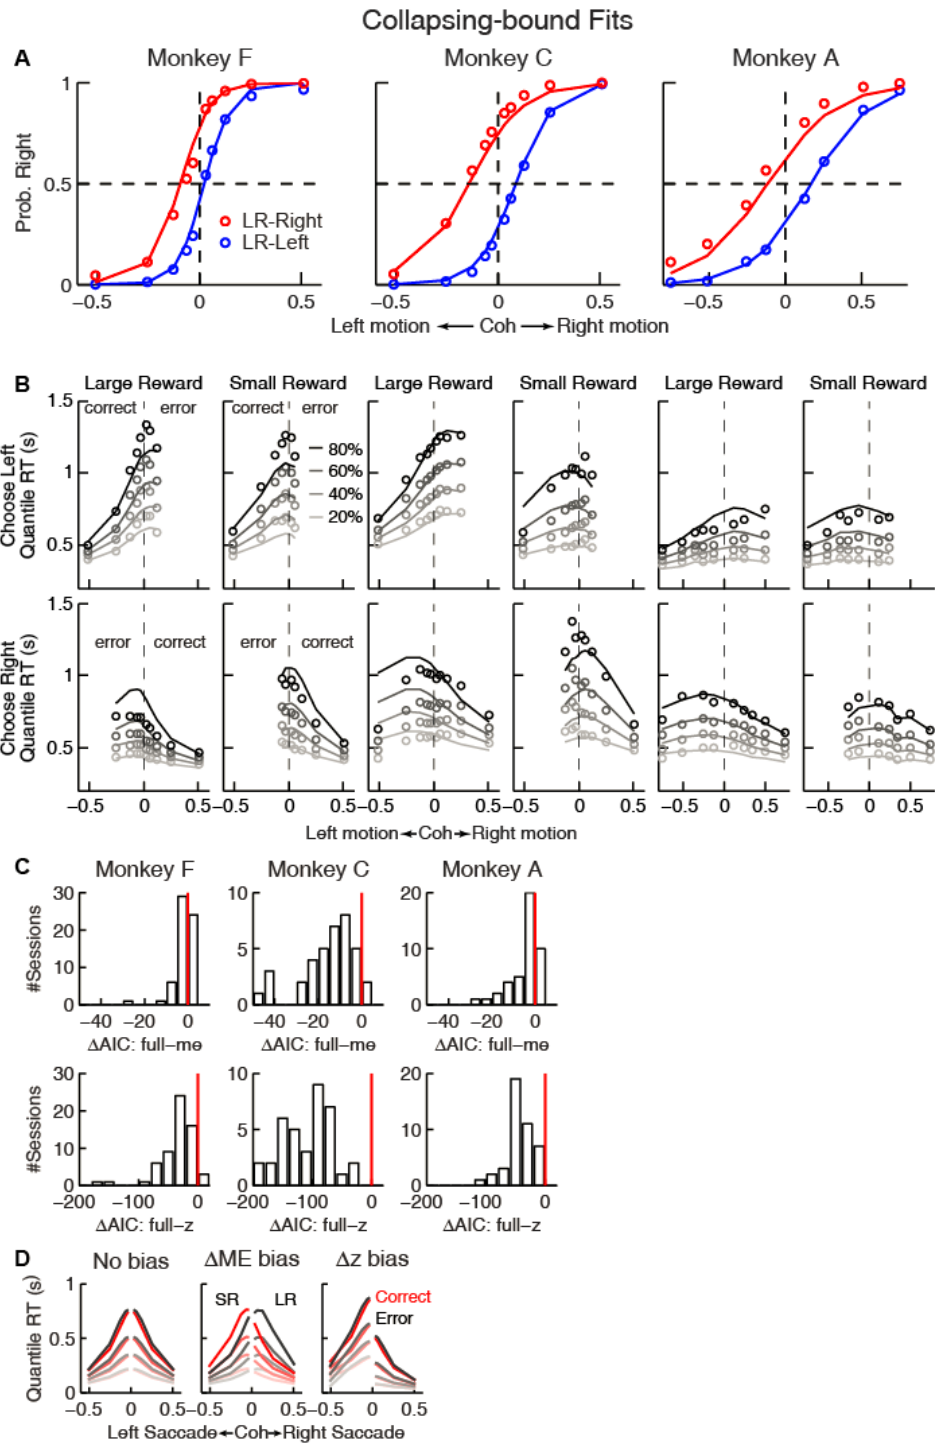 Collapsing-bound Fits
A Monkey F Monkey C Monkey A
Prob. Right
1
0.5
0
LR-Right
LR-Left
−0.5 0 0.5 −0.5 0 0.5 −0.5 0 0.5
Left motion Coh Right motion
B Large Reward Small Reward Large Reward Small Reward Large Reward Small Reward
Choose Left
Quantile RT (s)
1.5
1
0.5
correct error correct error
80%
60%
40%
20%
Choose Right
Quantile RT (s)
1.5
1
0.5
error correct error correct
−0.5 0 0.5 −0.5 0 0.5 −0.5 0 0.5 −0.5 0 0.5 −0.5 0 0.5 −0.5 0 0.5
Left motion Coh Right motion
C Monkey F Monkey C Monkey A
#Sessions
30 10 20
20
10 5 10
0 0 0
−40 −20 0 −40 −20 0 −40 −20 0
ΔAIC: full−me ΔAIC: full−me ΔAIC: full−me
#Sessions
30 10 20
20
10 5 10
0 0 0
−200 −100 0 −200 −100 0 −200 −100 0
ΔAIC: full−z ΔAIC: full−z ΔAIC: full−z
D No bias ΔME bias Δz bias
Quantile RT (s)
1
0.5
0
SR LR
Correct
Error
−0.5 0 0.5 −0.5 0 0.5 −0.5 0 0.5
Left Saccade Coh Right Saccade